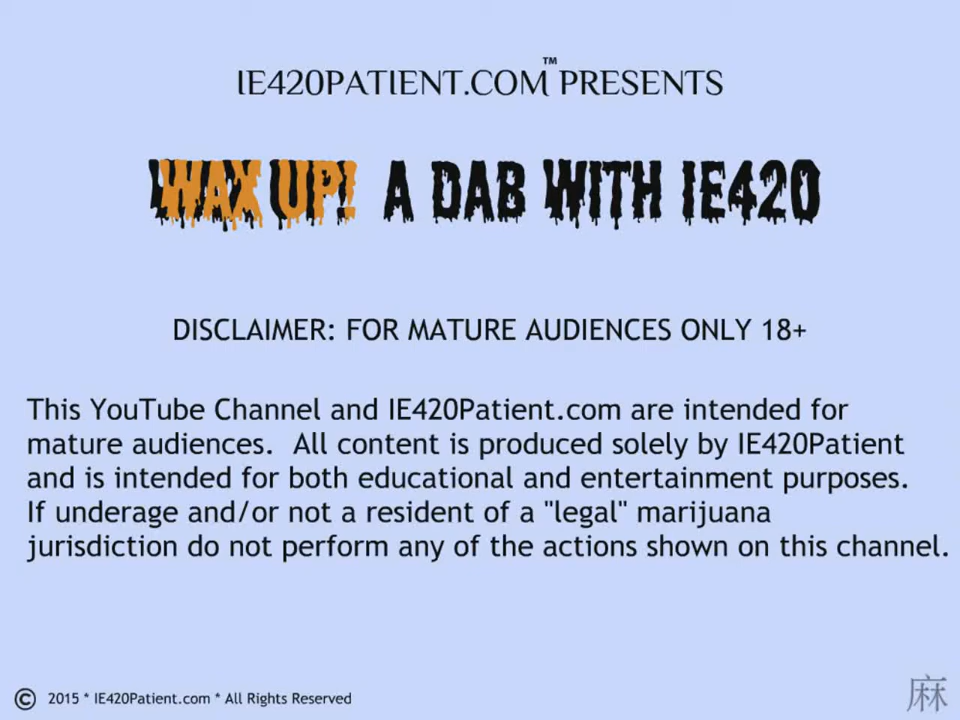 IE420PATIENT.COM™PRESENTS
WAX UP! A DAB WITH IE420
DISCLAIMER: FOR MATURE AUDIENCES ONLY 18+
This YouTube Channel and IE420Patient.com are intended for
mature audiences.  All content is produced solely by IE420Patient
and is intended for both educational and entertainment purposes.
If underage and/or not a resident of a "legal" marijuana
jurisdiction do not perform any of the actions shown on this channel.
© 2015 * IE420Patient.com * All Rights Reserved
麻